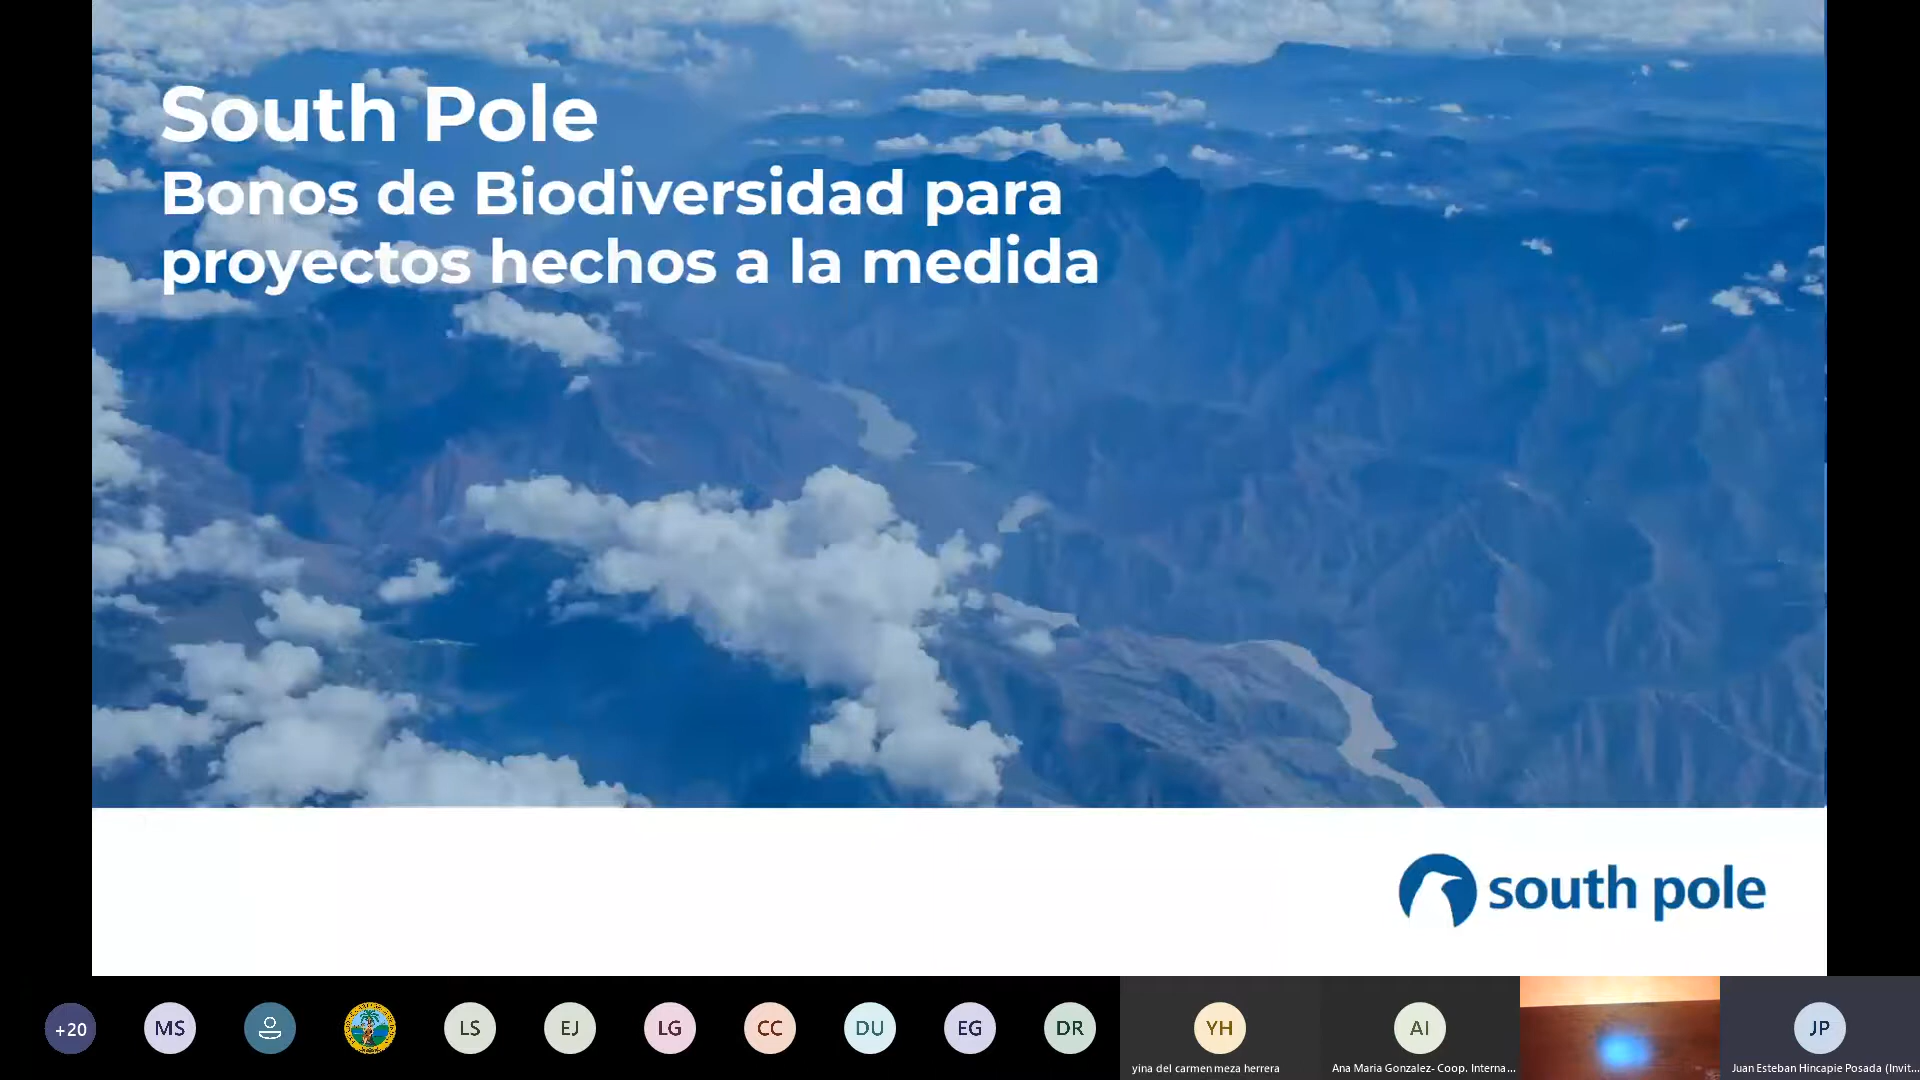 South Pole
Bonos de Biodiversidad para
proyectos hechos a la medida
south pole
+20
MS
LS
EJ
LG
CC
DU
EG
DR
YH
AI
JP
yina del carmen meza herrera
Ana Maria Gonzalez- Coop. Interna...
Juan Esteban Hincapie Posada (Invit...